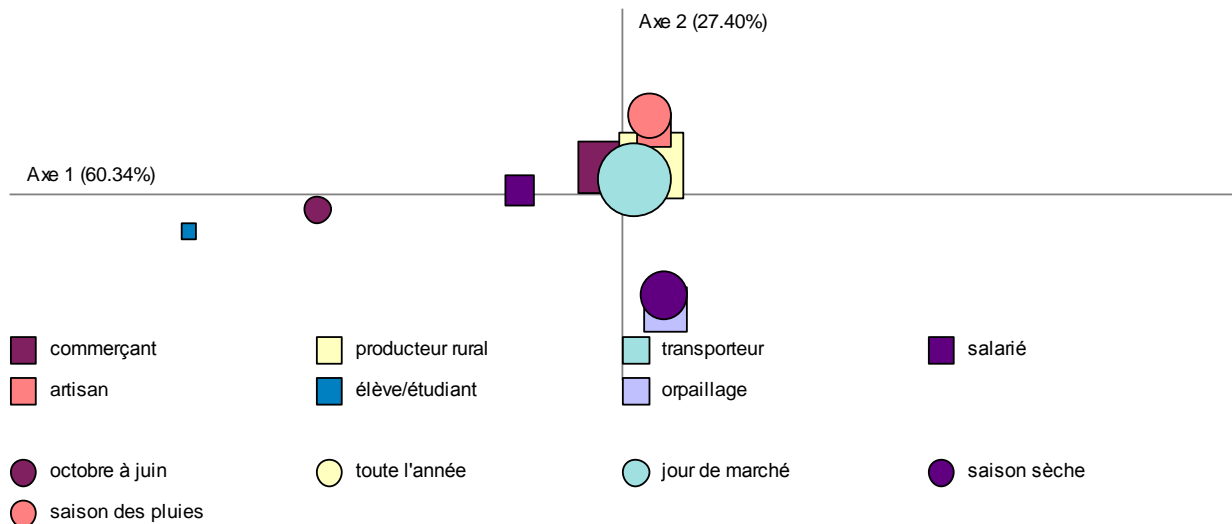 Axe 2 (27.40%)
Axe 1 (60.34%)
commerçant producteur rural transporteur salarié
artisan élève/étudiant orpaillage
octobre à juin toute l'année jour de marché saison sèche
saison des pluies